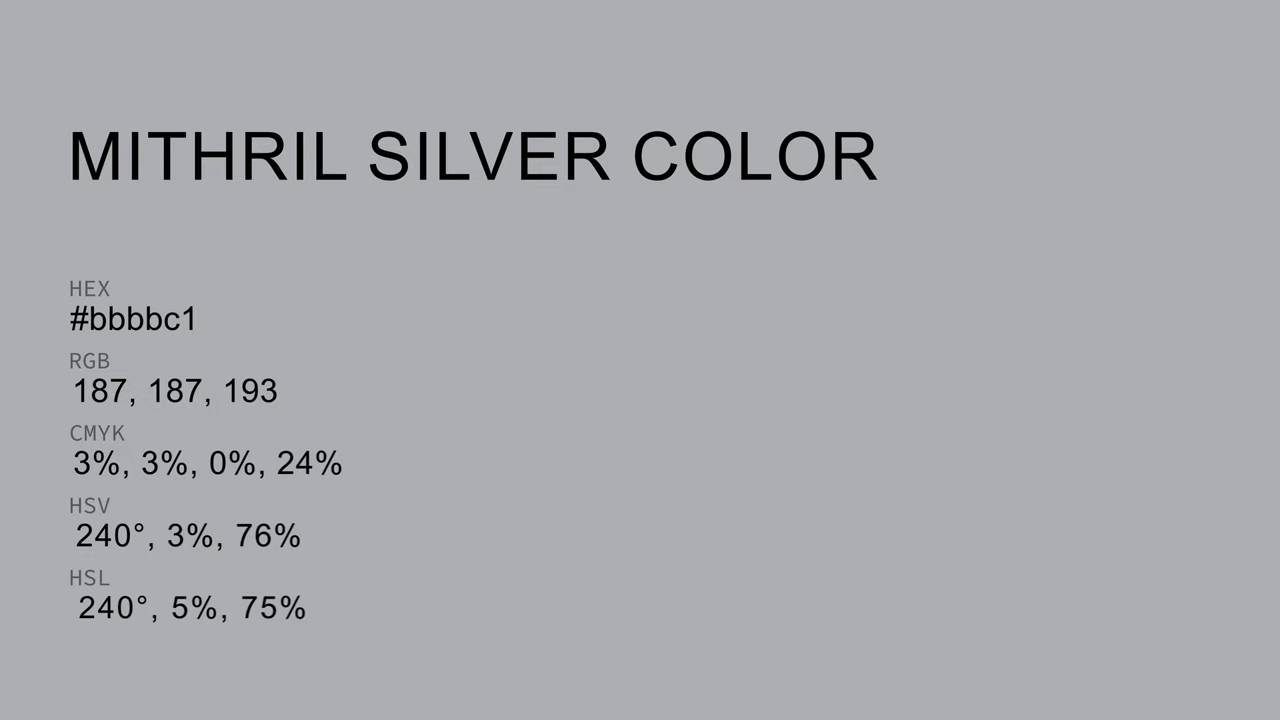 MITHRIL SILVER COLOR
HEX
#bbbbc1
RGB
187, 187, 193
CMYK
3%, 3%, 0%, 24%
HSV
240°, 3%, 76%
HSL
240°, 5%, 75%